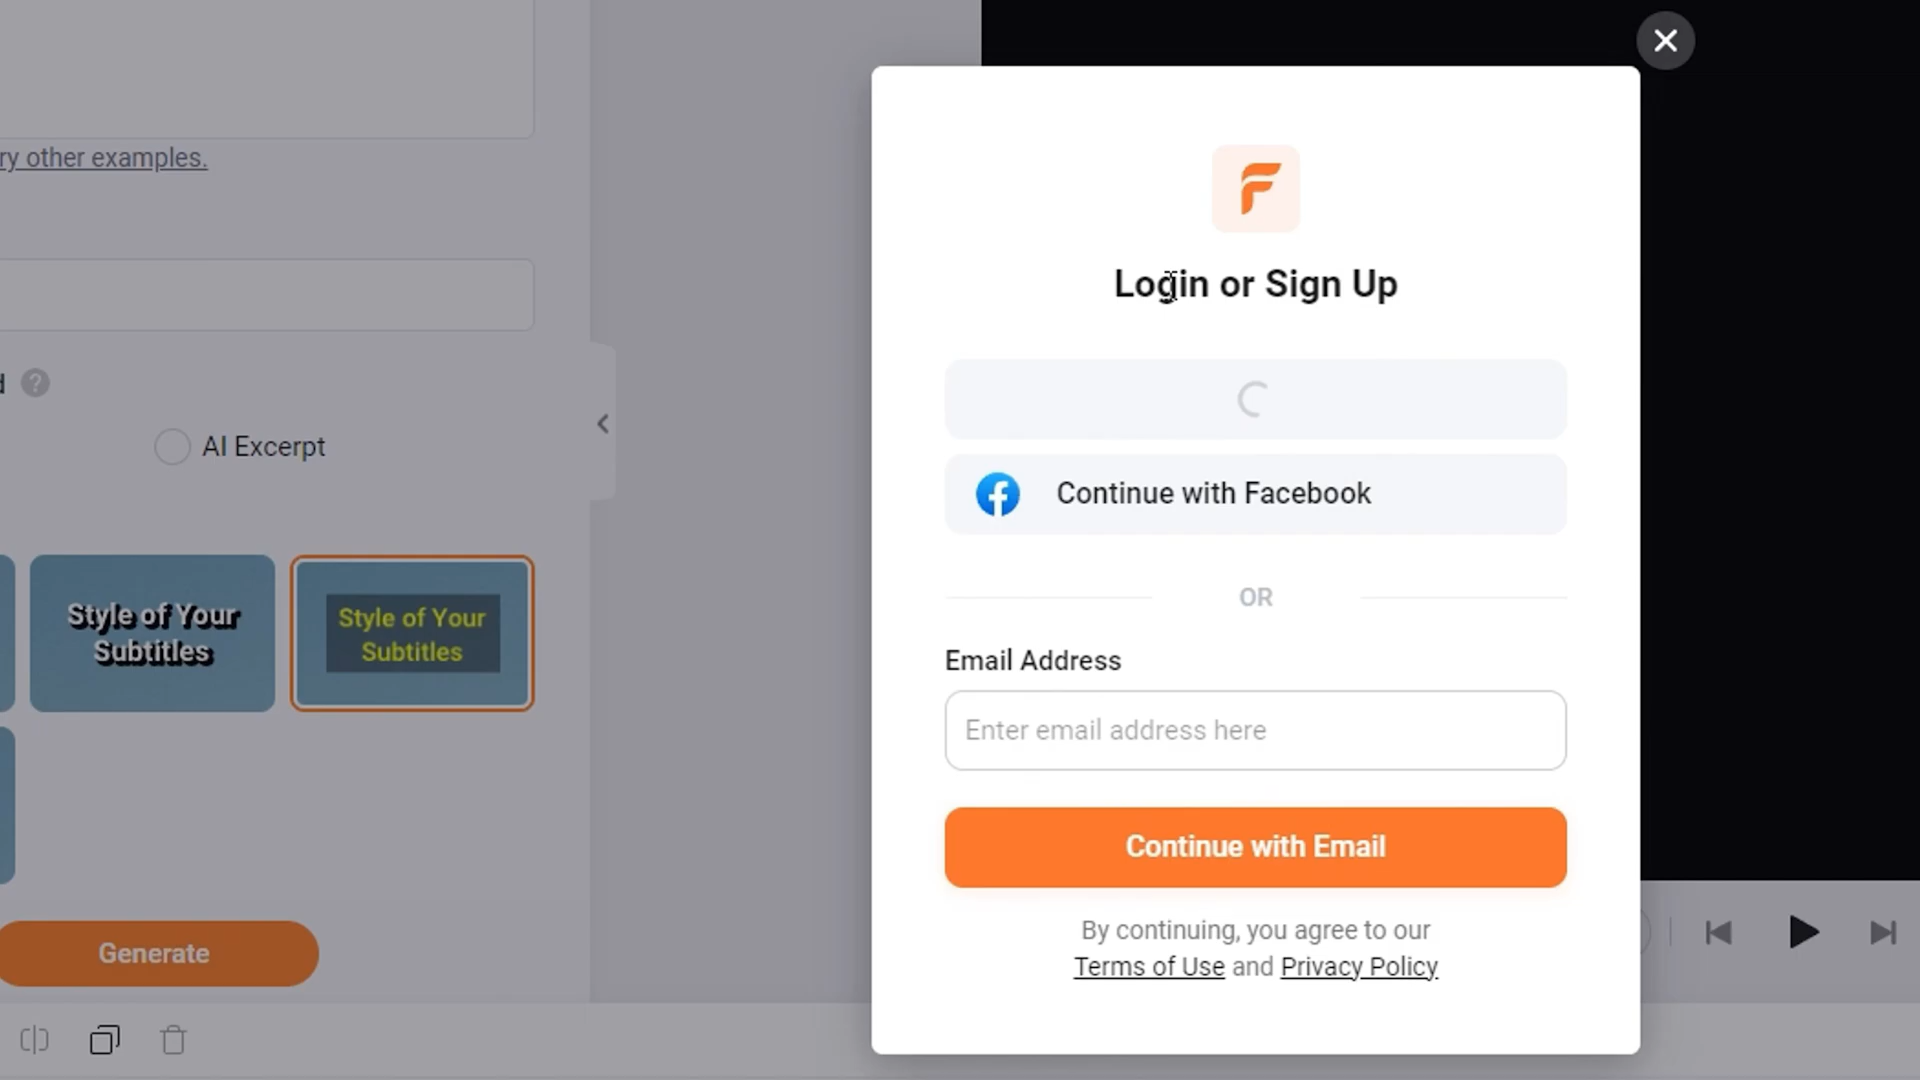 ry other examples.
AI Excerpt
Style of Your
Subtitles
Style of Your
Subtitles
Generate
Login or Sign Up
Continue with Facebook
OR
Email Address
Enter email address here
Continue with Email
By continuing, you agree to our
Terms of Use and Privacy Policy